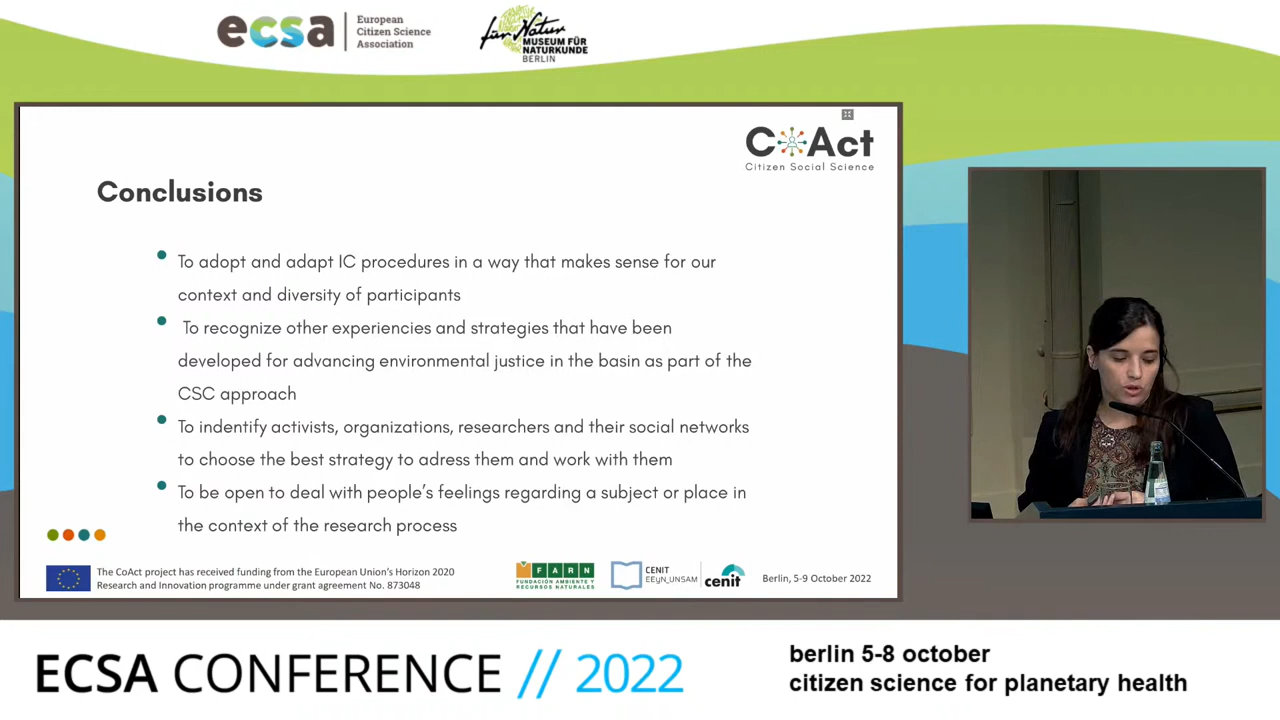 ecsa
European
Citizen Science
Association
für Natur
MUSEUM FÜR
NATURKUNDE
BERLIN
CoAct
Citizen Social Science
Conclusions
To adopt and adapt IC procedures in a way that makes sense for our
context and diversity of participants
To recognize other experiencies and strategies that have been
developed for advancing environmental justice in the basin as part of the
CSC approach
To indentify activists, organizations, researchers and their social networks
to choose the best strategy to adress them and work with them
To be open to deal with people's feelings regarding a subject or place in
the context of the research process
The CoAct project has received funding from the European Union's Horizon 2020
Research and Innovation programme under grant agreement No. 873048
FARN
FUNDACIÓN AMBIENTE Y
RECURSOS NATURALES
CENIT
EEyN_UNSAM
cenit
Berlin, 5-9 October 2022
ECSA CONFERENCE // 2022
berlin 5-8 october
citizen science for planetary health